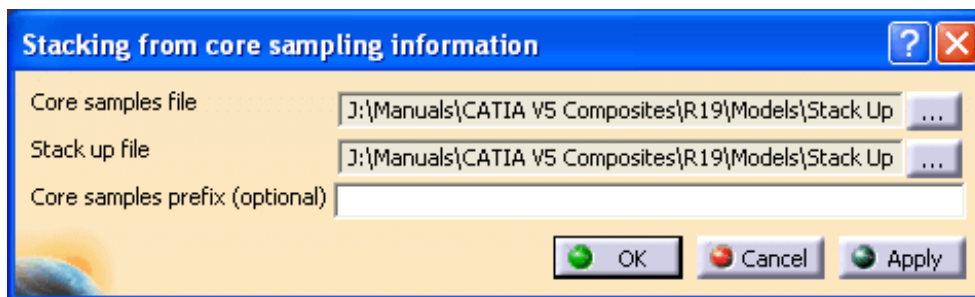 Stacking from core sampling information
Core samples file J:\Manuals\CATIA V5 Composites\R19\Models\Stack Up ...
Stack up file J:\Manuals\CATIA V5 Composites\R19\Models\Stack Up ...
Core samples prefix (optional)
OK Cancel Apply